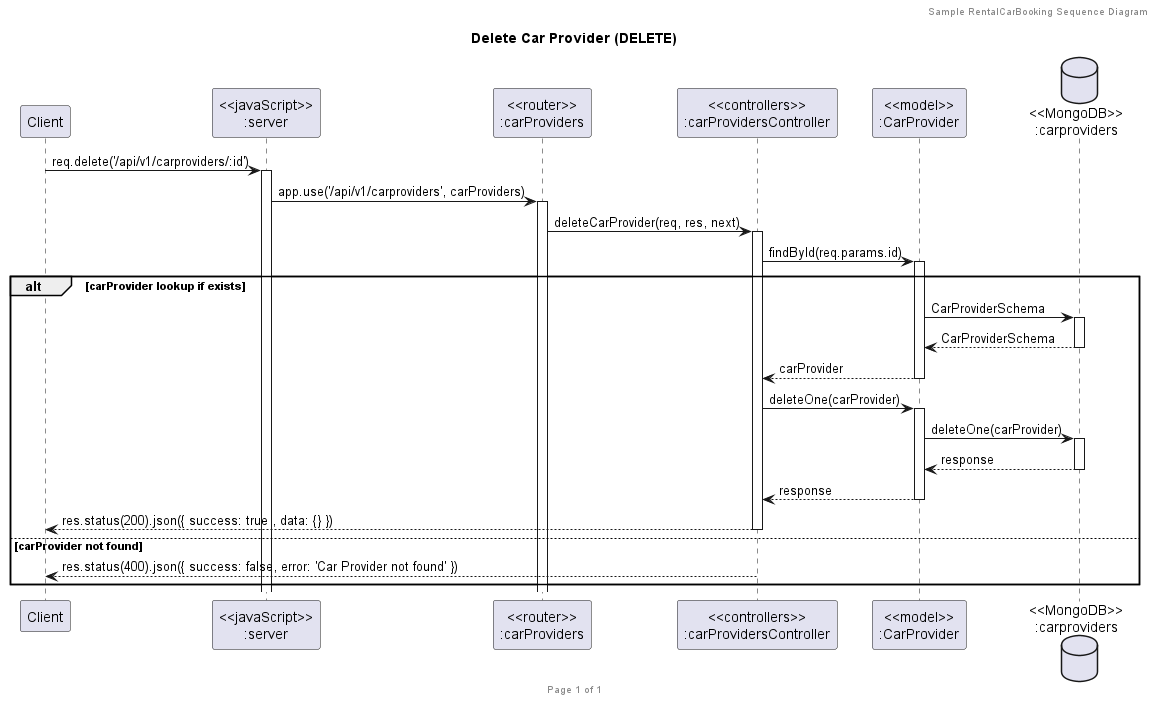 Sample RentalCarBooking Sequence Diagram
Delete Car Provider (DELETE)
Client
<<javaScript>>
:server
<<router>>
:carProviders
<<controllers>>
:carProvidersController
<<model>>
:CarProvider
<<MongoDB>>
:carproviders
req.delete('/api/v1/carproviders/:id')
app.use('/api/v1/carproviders', carProviders)
deleteCarProvider(req, res, next)
findById(req.params.id)
alt [carProvider lookup if exists]
CarProviderSchema
CarProviderSchema
carProvider
deleteOne(carProvider)
deleteOne(carProvider)
response
response
res.status(200).json({ success: true , data: {} })
[carProvider not found]
res.status(400).json({ success: false, error: 'Car Provider not found' })
Client
<<javaScript>>
:server
<<router>>
:carProviders
<<controllers>>
:carProvidersController
<<model>>
:CarProvider
<<MongoDB>>
:carproviders
Page 1 of 1